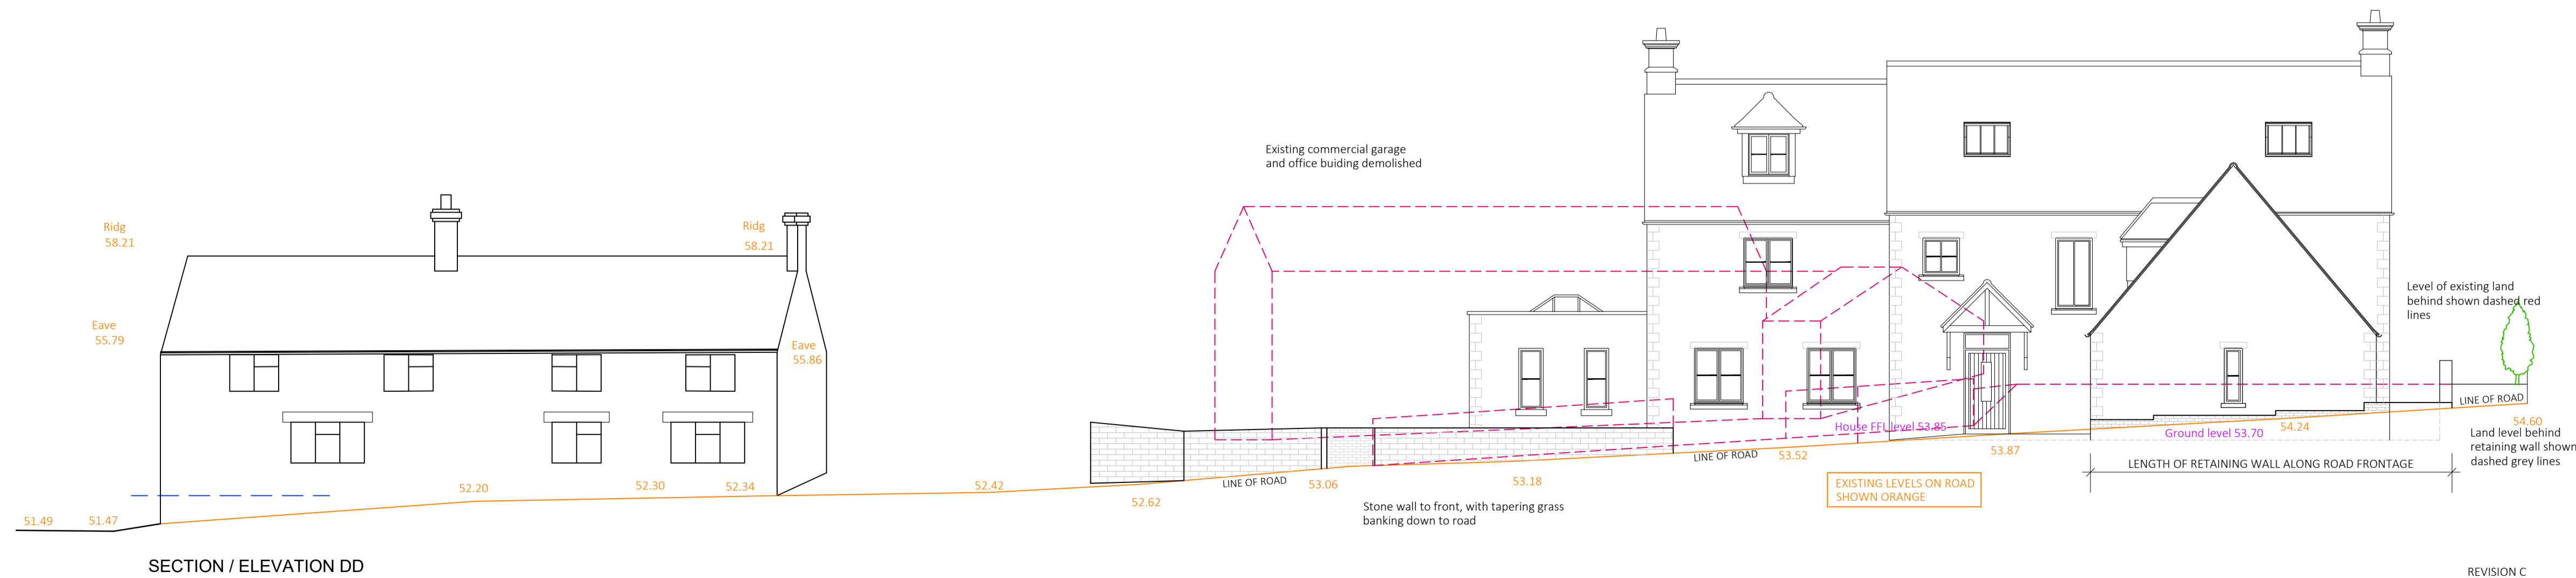 Existing commercial garage
and office buiding demolished
Ridg
58.21
Ridg
58.21
Eave
55.79
Eave
55.86
Level of existing land
behind shown dashed red
lines
51.49
51.47
52.20
52.30
52.34
52.42
52.62
LINE OF ROAD
53.06
53.18
Stone wall to front, with tapering grass
banking down to road
LINE OF ROAD
53.52
House FFL level 53.85
53.87
EXISTING LEVELS ON ROAD
SHOWN ORANGE
Ground level 53.70
54.24
LENGTH OF RETAINING WALL ALONG ROAD FRONTAGE
LINE OF ROAD
54.60
Land level behind
retaining wall shown
dashed grey lines
SECTION / ELEVATION DD
REVISION C